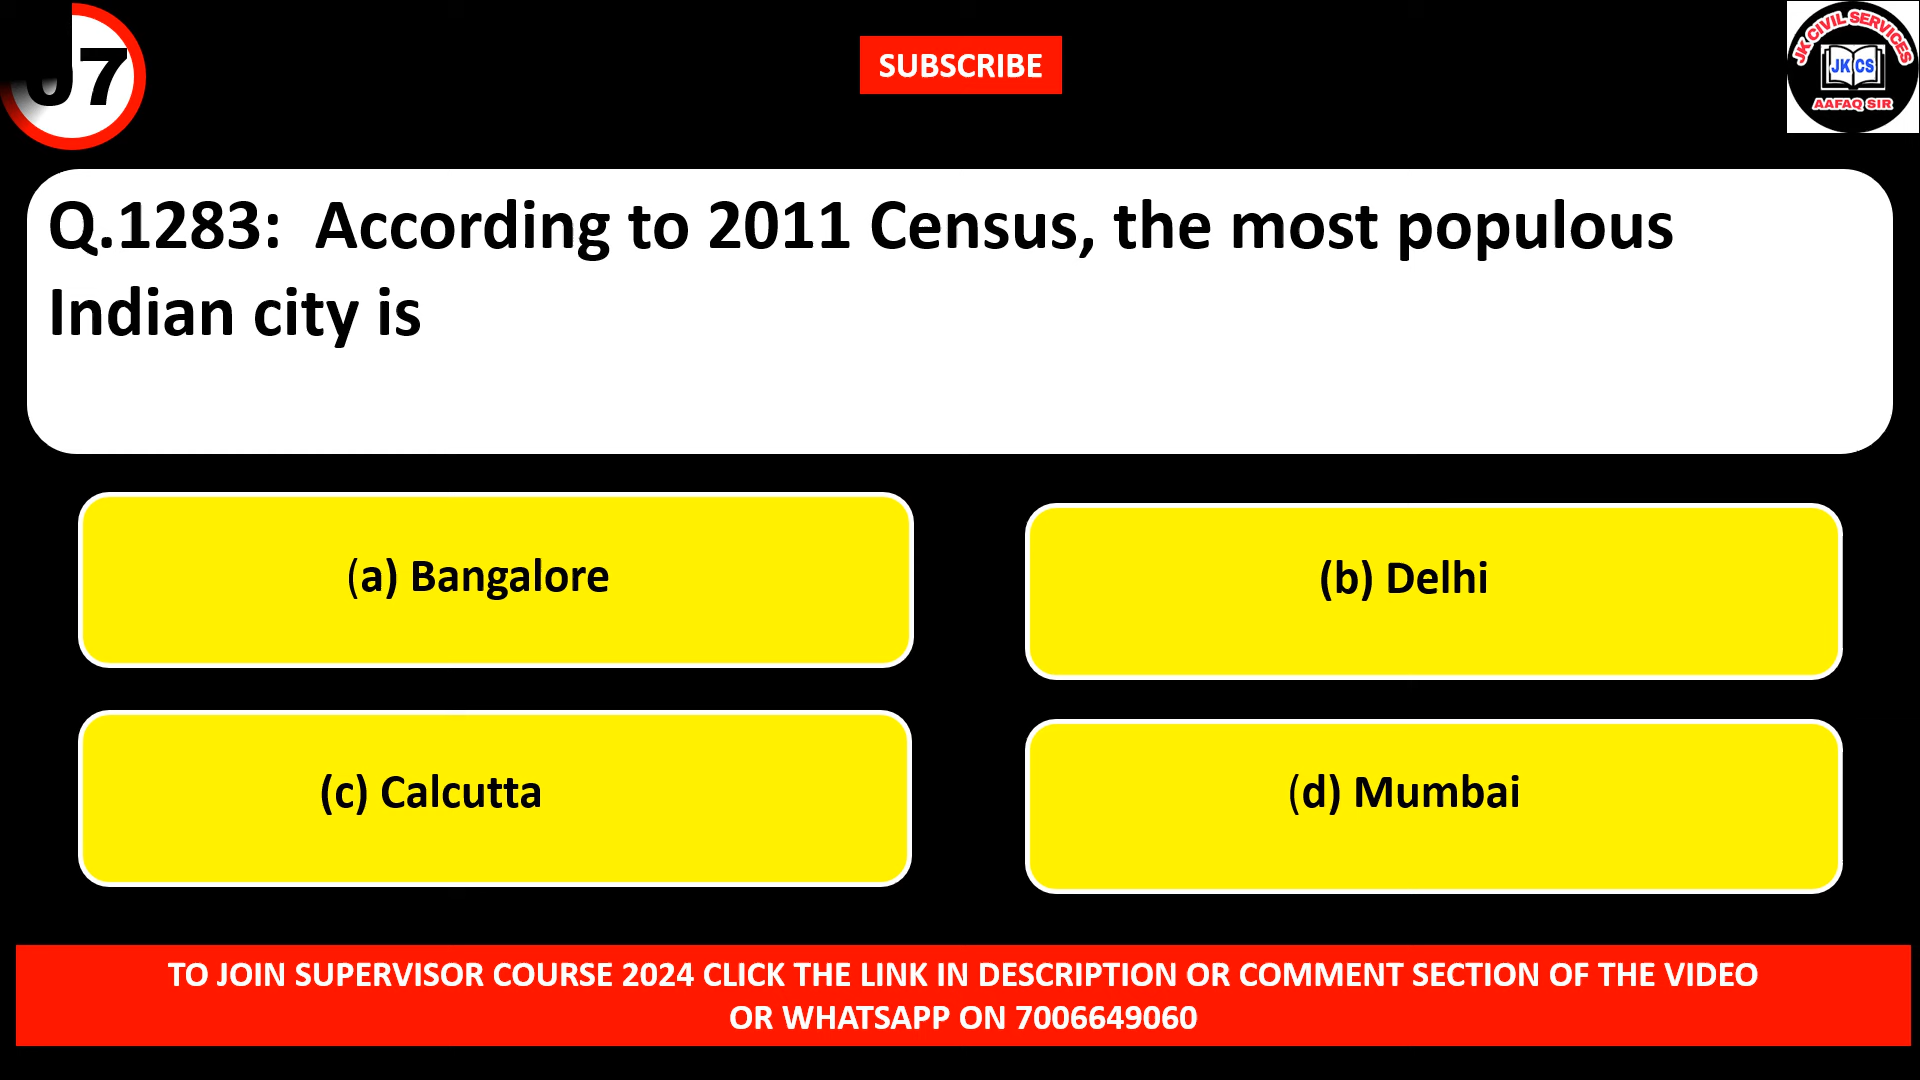 07
SUBSCRIBE
JK CIVIL SERVICES
JK CS
AAFAQ SIR
Q.1283: According to 2011 Census, the most populous
Indian city is
(a) Bangalore
(b) Delhi
(c) Calcutta
(d) Mumbai
TO JOIN SUPERVISOR COURSE 2024 CLICK THE LINK IN DESCRIPTION OR COMMENT SECTION OF THE VIDEO
OR WHATSAPP ON 7006649060